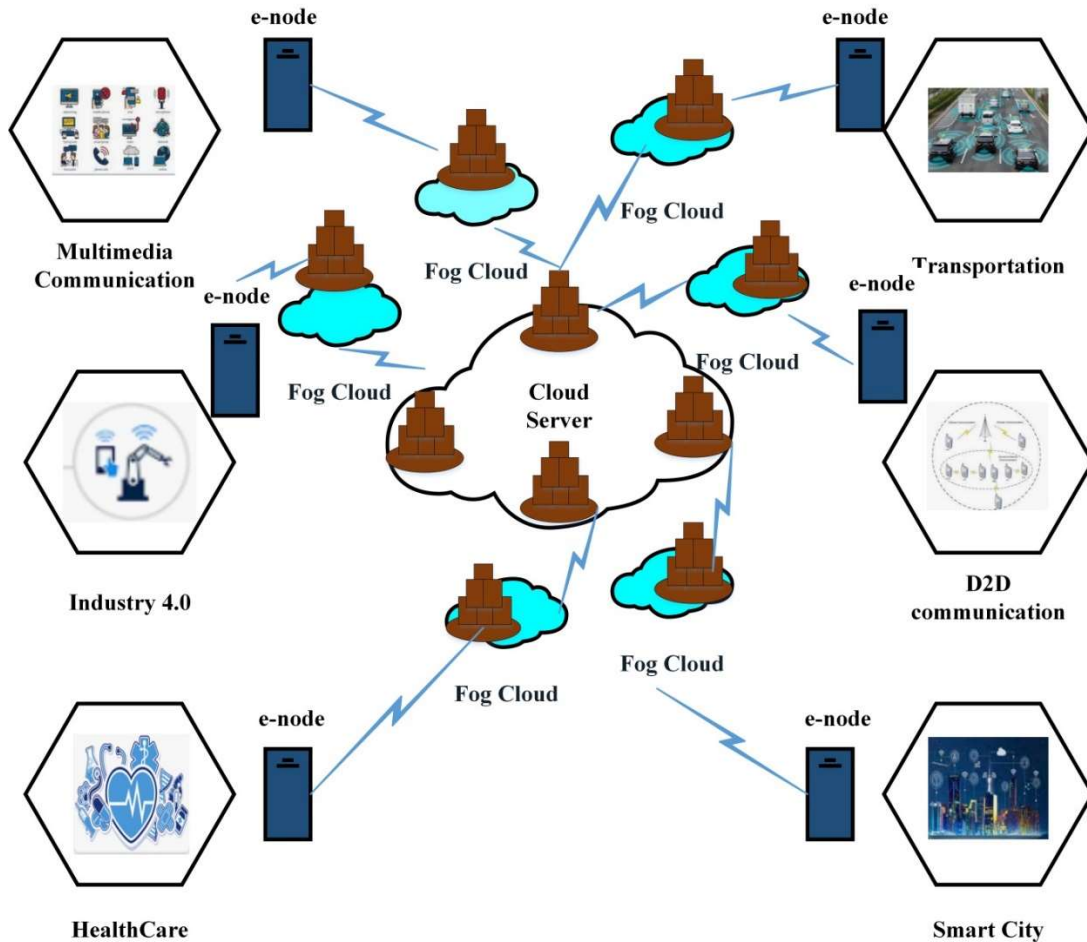 e-node
e-node
Multimedia
Communication
Fog Cloud
Fog Cloud
Transportation
e-node
e-node
Fog Cloud
Fog Cloud
Cloud
Server
Industry 4.0
D2D
communication
Fog Cloud
Fog Cloud
e-node
e-node
HealthCare
Smart City